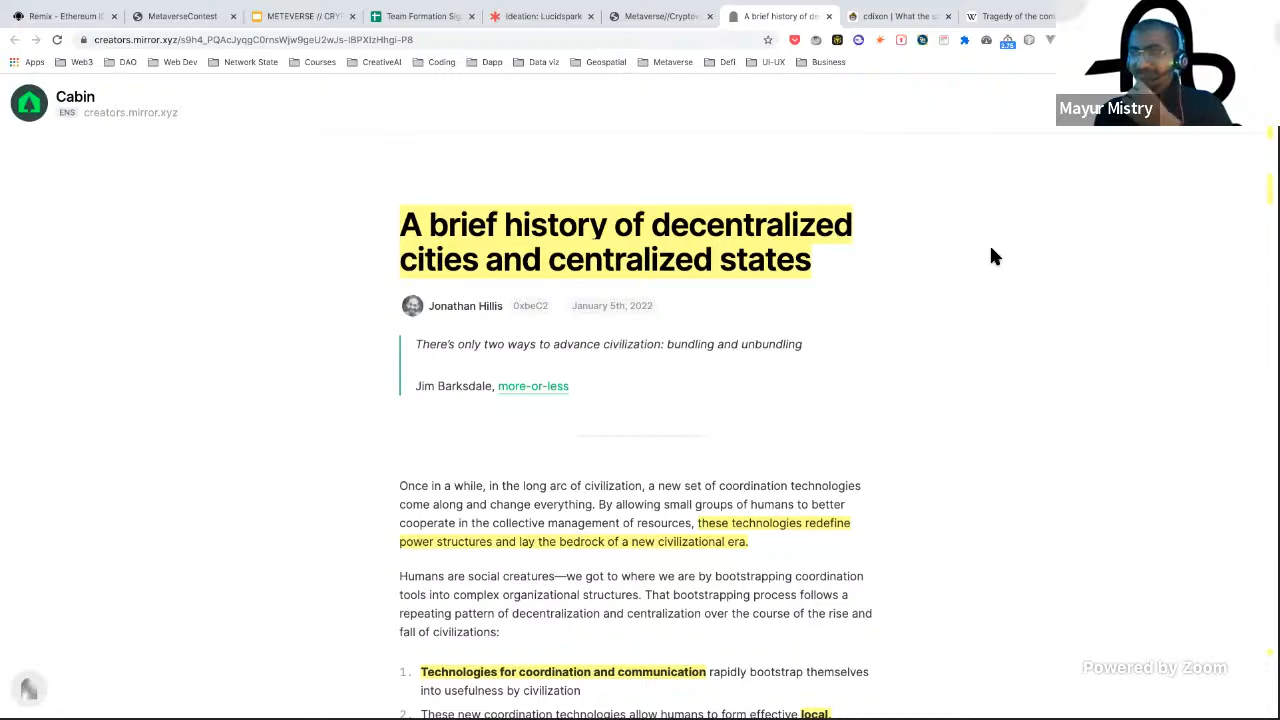 Remix - Ethereum I
MetaverseContest
METEVERSE // CRYP
Team Formation Sig
Ideation: Lucidspark
Metaverse//Cryptov
A brief history of de
cdixon | What the s
Tragedy of the com
creators.mirror.xyz/s9h4_PQAcJyqgC0rnsWjw9geU2wJs-IBPXIzHhgi-P8
2.75
Apps Web3 DAO Web Dev Network State Courses CreativeAI Coding Dapp Data viz Geospatial Metaverse Defi UI-UX Business
Mayur Mistry
Cabin
ENS creators.mirror.xyz
A brief history of decentralized
cities and centralized states
Jonathan Hillis 0xbeC2 January 5th, 2022
There's only two ways to advance civilization: bundling and unbundling
Jim Barksdale, more-or-less
Once in a while, in the long arc of civilization, a new set of coordination technologies
come along and change everything. By allowing small groups of humans to better
cooperate in the collective management of resources, these technologies redefine
power structures and lay the bedrock of a new civilizational era.
Humans are social creatures—we got to where we are by bootstrapping coordination
tools into complex organizational structures. That bootstrapping process follows a
repeating pattern of decentralization and centralization over the course of the rise and
fall of civilizations:
1. Technologies for coordination and communication rapidly bootstrap themselves
into usefulness by civilization
2. These new coordination technologies allow humans to form effective local,
Powered by Zoom